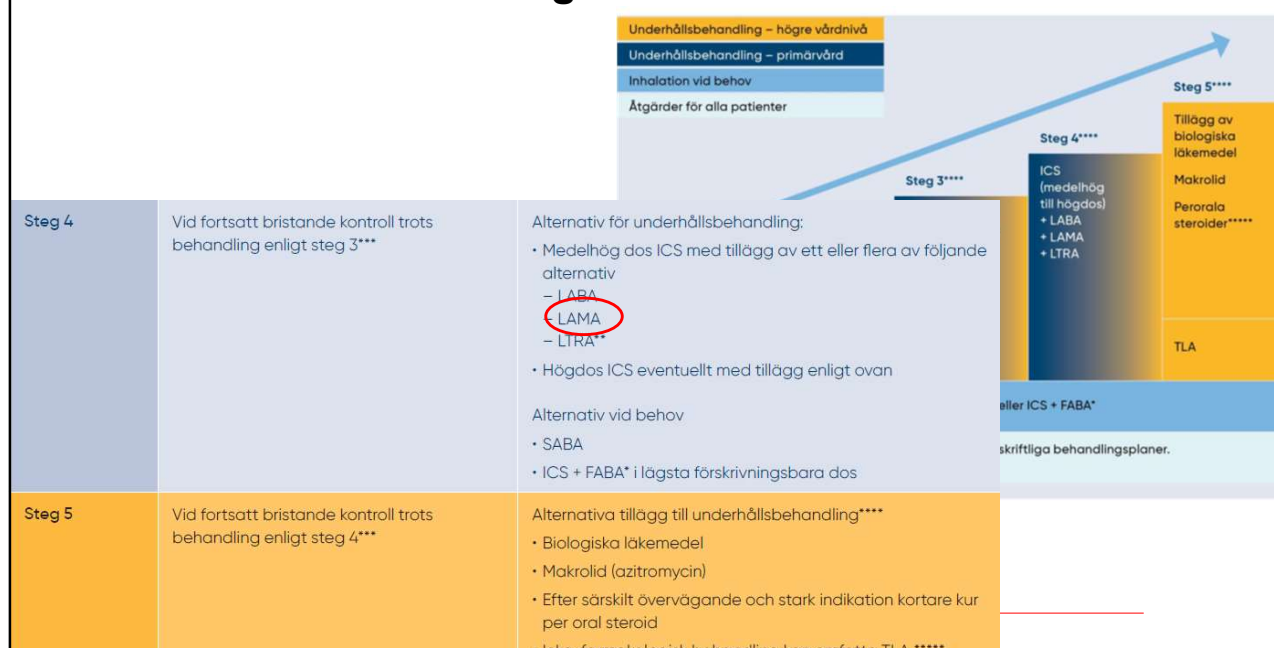 Underhållsbehandling – högre vårdnivå
Underhållsbehandling – primärvård
Inhalation vid behov
Åtgärder för alla patienter
Steg 3****
Steg 4****
ICS
(medelhög
till högdos)
+ LABA
+ LAMA
+ LTRA
Steg 5****
Tillägg av
biologiska
läkemedel
Makrolid
Perorala
steroider*****
TLA
eller ICS + FABA*
skriftliga behandlingsplaner.
Steg 4
Vid fortsatt bristande kontroll trots
behandling enligt steg 3***
Alternativ för underhållsbehandling:
• Medelhög dos ICS med tillägg av ett eller flera av följande
alternativ
– LABA
– LAMA
– LTRA**
• Högdos ICS eventuellt med tillägg enligt ovan
Alternativ vid behov
• SABA
• ICS + FABA* i lägsta förskrivningsbara dos
Steg 5
Vid fortsatt bristande kontroll trots
behandling enligt steg 4***
Alternativa tillägg till underhållsbehandling****
• Biologiska läkemedel
• Makrolid (azitromycin)
• Efter särskilt övervägande och stark indikation kortare kur
per oral steroid